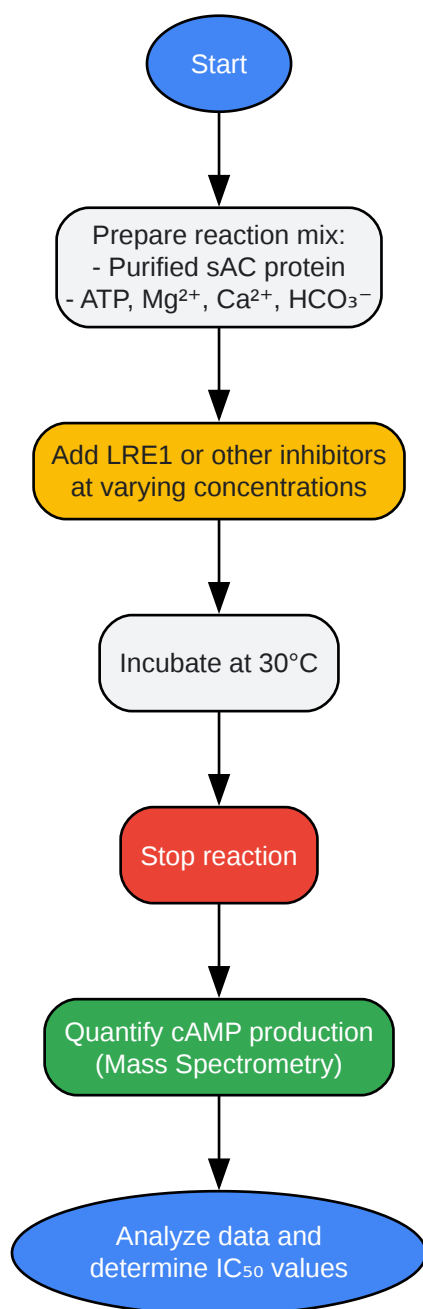 Start
Prepare reaction mix:
- Purified sAC protein
- ATP, Mg²⁺, Ca²⁺, HCO₃⁻
Add LRE1 or other inhibitors
at varying concentrations
Incubate at 30°C
Stop reaction
Quantify cAMP production
(Mass Spectrometry)
Analyze data and
determine IC₅₀ values